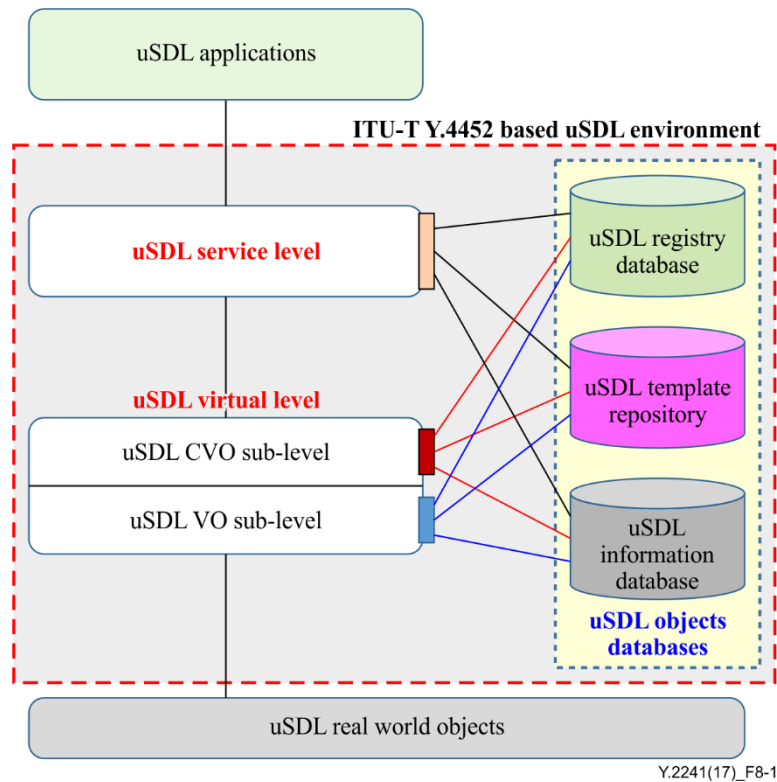 uSDL applications
ITU-T Y.4452 based uSDL environment
uSDL service level
uSDL registry
database
uSDL virtual level
uSDL template
repository
uSDL CVO sub-level
uSDL VO sub-level
uSDL
information
database
uSDL objects
databases
uSDL real world objects
Y.2241(17)_F8-1